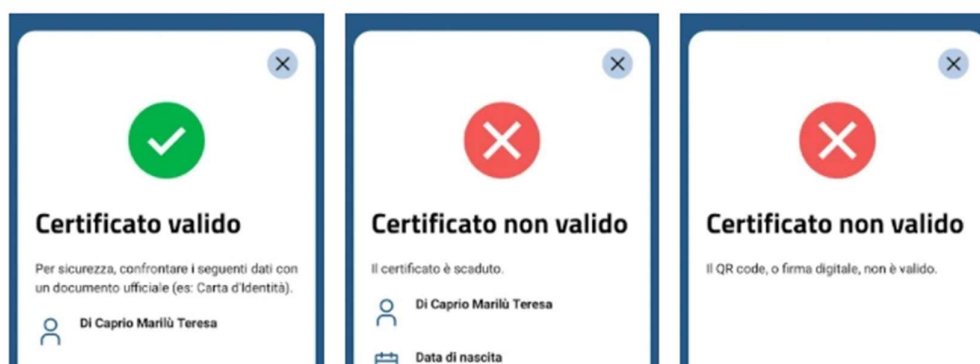 Certificato valido
Per sicurezza, confrontare i seguenti dati con
un documento ufficiale (es: Carta d'Identità).
Di Caprio Marilù Teresa
Certificato non valido
Il certificato è scaduto.
Di Caprio Marilù Teresa
Data di nascita
Certificato non valido
Il QR code, o firma digitale, non è valido.